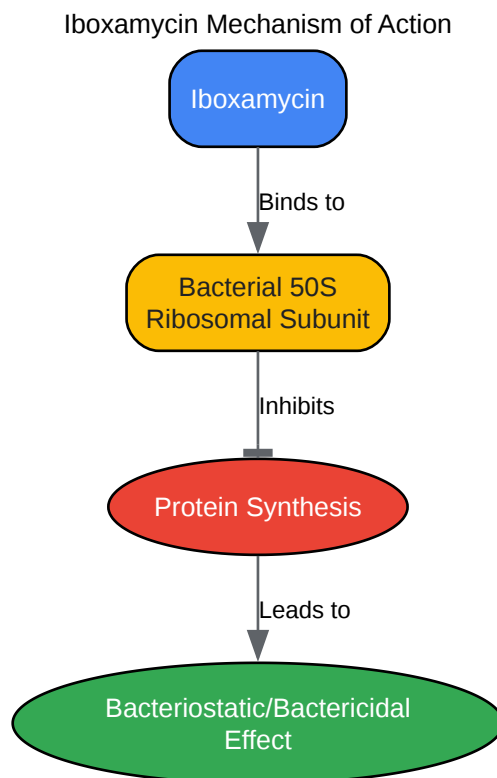 Iboxamycin Mechanism of Action
Iboxamycin
Binds to
Bacterial 50S
Ribosomal Subunit
Inhibits
Protein Synthesis
Leads to
Bacteriostatic/Bactericidal
Effect